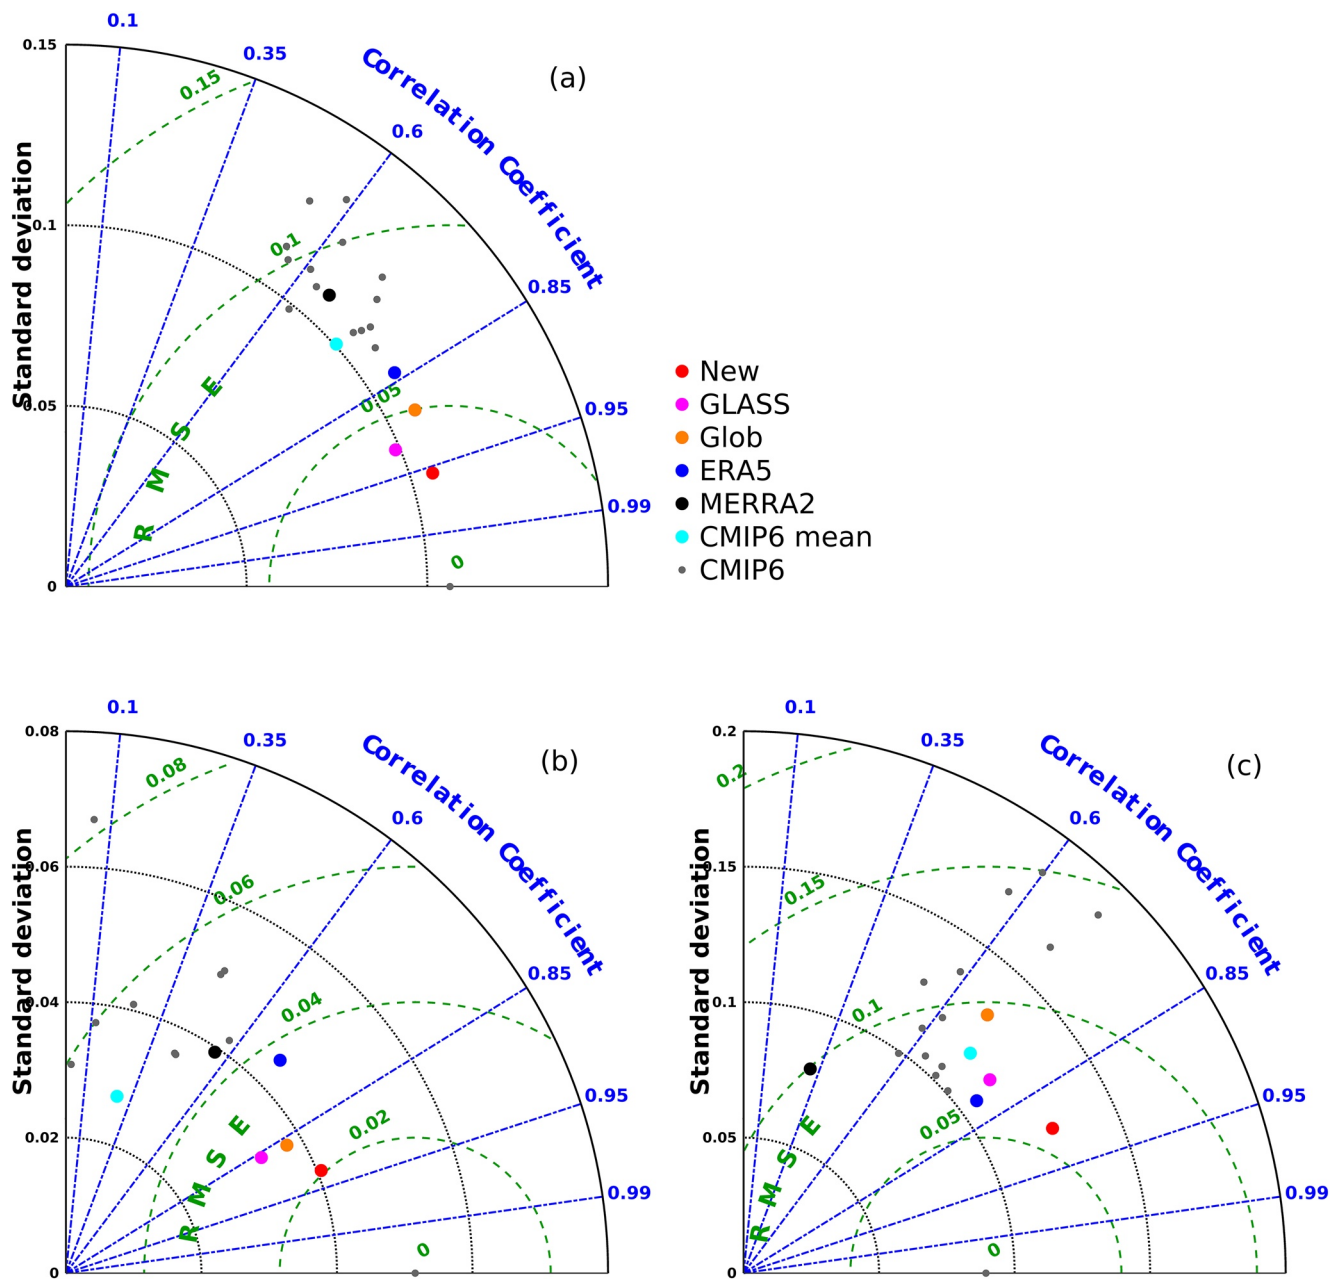 0.1
0.35
Correlation Coefficient
(a)
0.15
0.15
0.6
Standard deviation
0.1
0.1
0.85
0.05
0.05
0.95
R M S E
0.99
0
0
New
GLASS
Glob
ERA5
MERRA2
CMIP6 mean
CMIP6
0.1
0.35
Correlation Coefficient
(b)
0.08
0.08
0.6
Standard deviation
0.06
0.06
0.85
0.04
0.04
0.95
0.02
0.02
R M S E
0.99
0
0
0.1
0.35
Correlation Coefficient
(c)
0.2
0.2
0.6
Standard deviation
0.15
0.15
0.85
0.1
0.1
0.95
0.05
0.05
R M S E
0.99
0
0